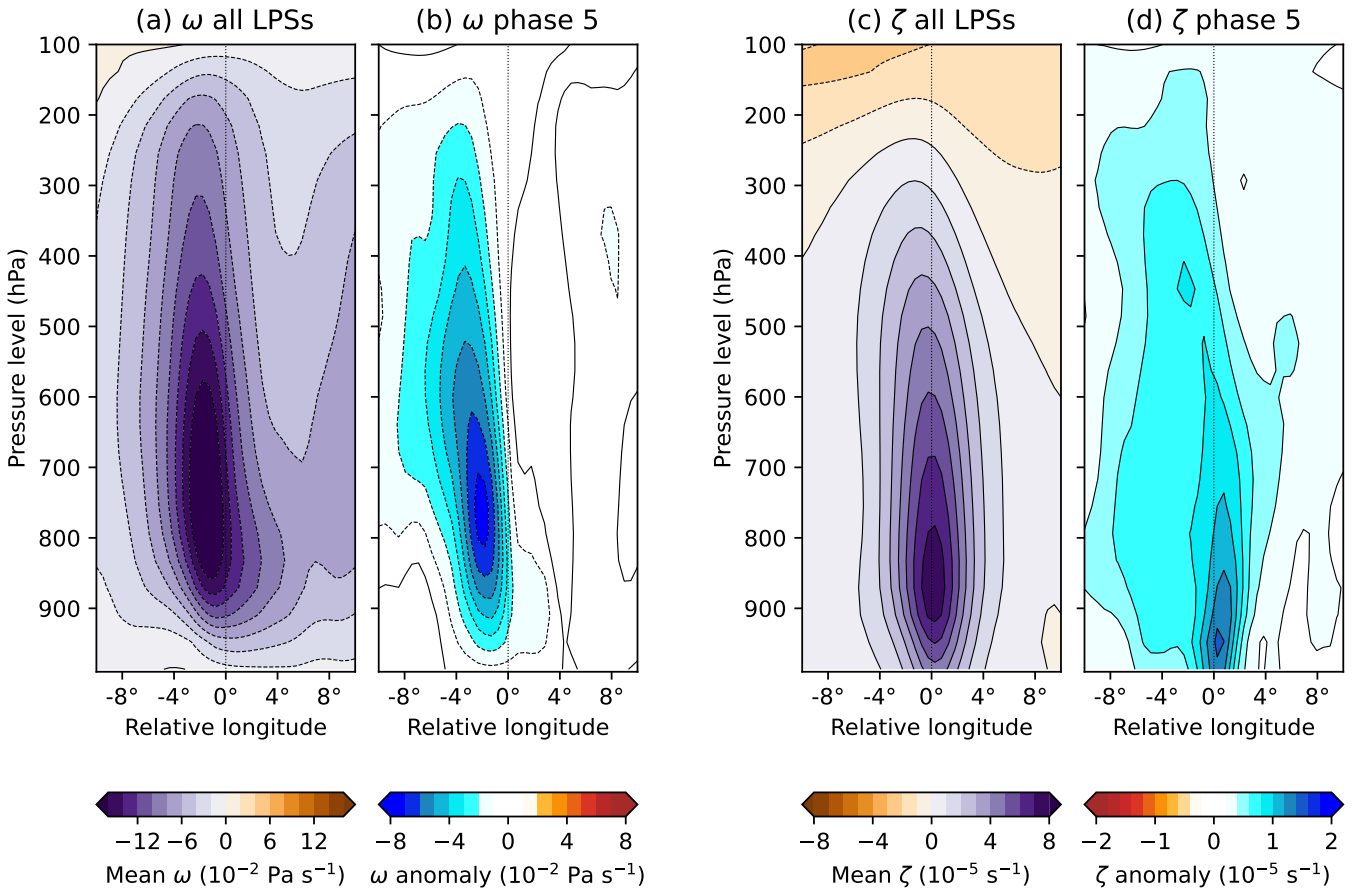 (a) ω all LPSs
(b) ω phase 5
(c) ζ all LPSs
(d) ζ phase 5
Pressure level (hPa)
100
200
300
400
500
600
700
800
900
-8° -4° 0° 4° 8°
Relative longitude
-8° -4° 0° 4° 8°
Relative longitude
Pressure level (hPa)
100
200
300
400
500
600
700
800
900
-8° -4° 0° 4° 8°
Relative longitude
-8° -4° 0° 4° 8°
Relative longitude
−12 −6 0 6 12
Mean ω (10⁻² Pa s⁻¹)
−8 −4 0 4 8
ω anomaly (10⁻² Pa s⁻¹)
−8 −4 0 4 8
Mean ζ (10⁻⁵ s⁻¹)
−2 −1 0 1 2
ζ anomaly (10⁻⁵ s⁻¹)